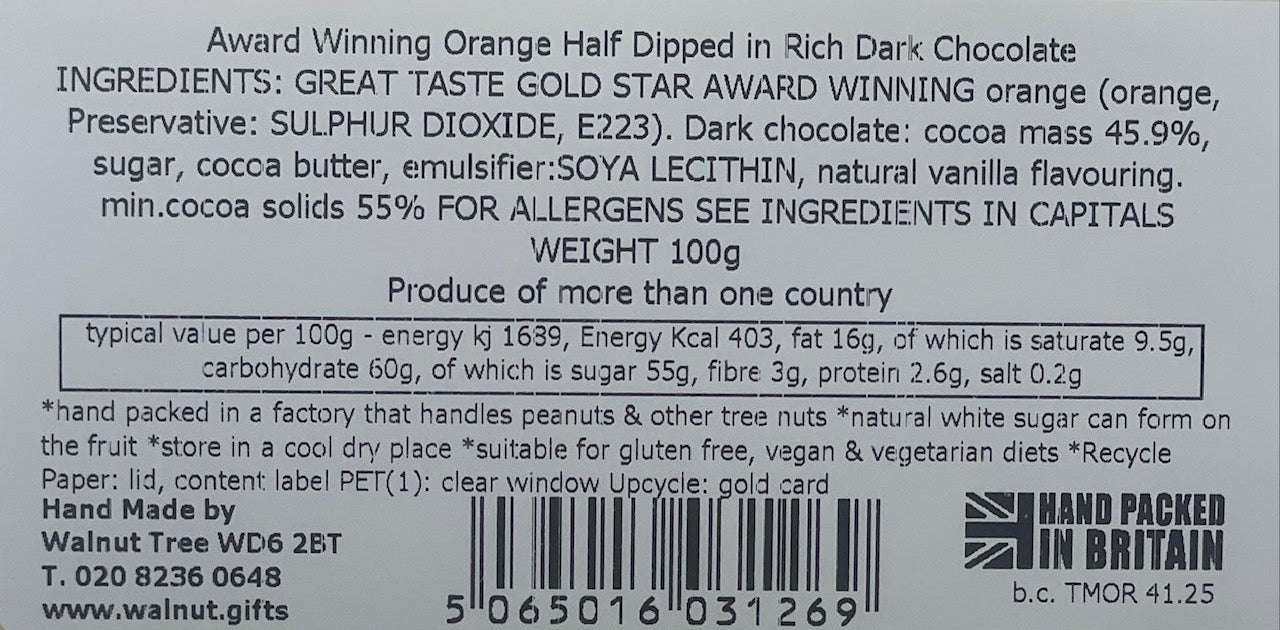 Award Winning Orange Half Dipped in Rich Dark Chocolate
INGREDIENTS: GREAT TASTE GOLD STAR AWARD WINNING orange (orange,
Preservative: SULPHUR DIOXIDE, E223). Dark chocolate: cocoa mass 45.9%,
sugar, cocoa butter, emulsifier:SOYA LECITHIN, natural vanilla flavouring.
min.cocoa solids 55% FOR ALLERGENS SEE INGREDIENTS IN CAPITALS
WEIGHT 100g
Produce of more than one country
typical value per 100g - energy kj 1689, Energy Kcal 403, fat 16g, of which is saturate 9.5g,
carbohydrate 60g, of which is sugar 55g, fibre 3g, protein 2.6g, salt 0.2g
*hand packed in a factory that handles peanuts & other tree nuts *natural white sugar can form on
the fruit *store in a cool dry place *suitable for gluten free, vegan & vegetarian diets *Recycle
Paper: lid, content label PET(1): clear window Upcycle: gold card
Hand Made by
Walnut Tree WD6 2BT
T. 020 8236 0648
www.walnut.gifts
5 065016 031269
HAND PACKED
IN BRITAIN
b.c. TMOR 41.25